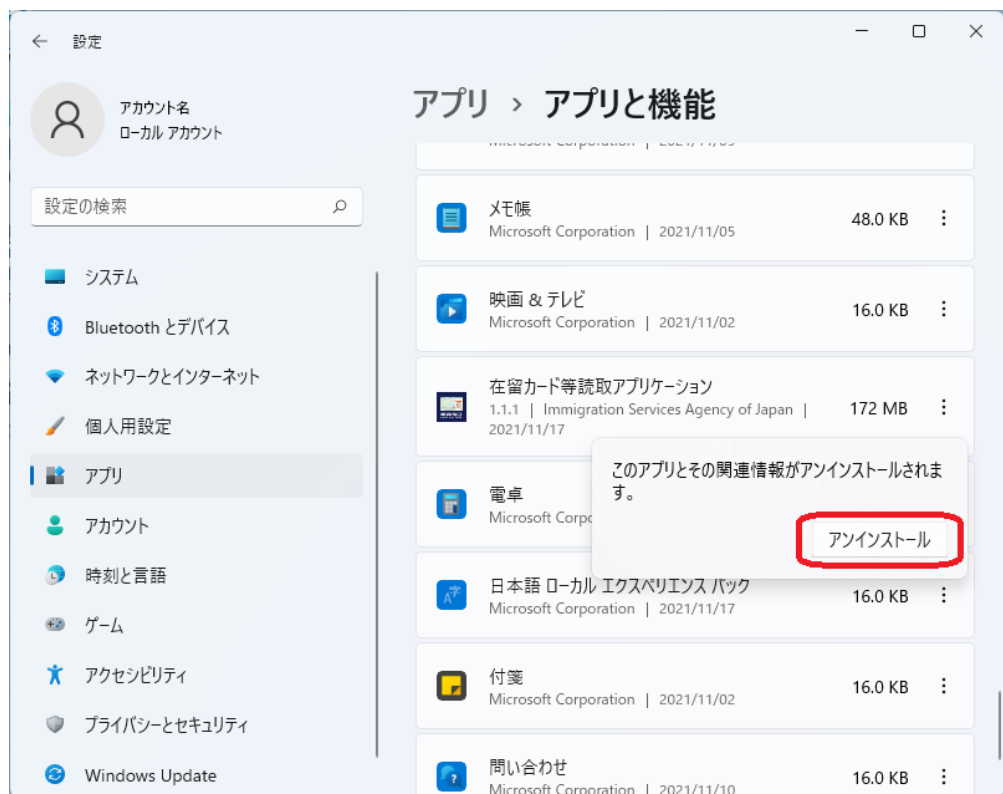 設定
アカウント名
ローカル アカウント
設定の検索
システム
Bluetooth とデバイス
ネットワークとインターネット
個人用設定
アプリ
アカウント
時刻と言語
ゲーム
アクセシビリティ
プライバシーとセキュリティ
Windows Update
アプリ › アプリと機能
Microsoft Corporation | 2021/11/05
メモ帳
48.0 KB
Microsoft Corporation | 2021/11/05
映画 & テレビ
16.0 KB
Microsoft Corporation | 2021/11/02
在留カード等読取アプリケーション
1.1.1 | Immigration Services Agency of Japan |
172 MB
2021/11/17
このアプリとその関連情報がアンインストールされま
す。
アンインストール
電卓
Microsoft
日本語 ローカル エクスペリエンス パック
16.0 KB
Microsoft Corporation | 2021/11/17
付箋
16.0 KB
Microsoft Corporation | 2021/11/02
問い合わせ
16.0 KB
Microsoft Corporation | 2021/11/10